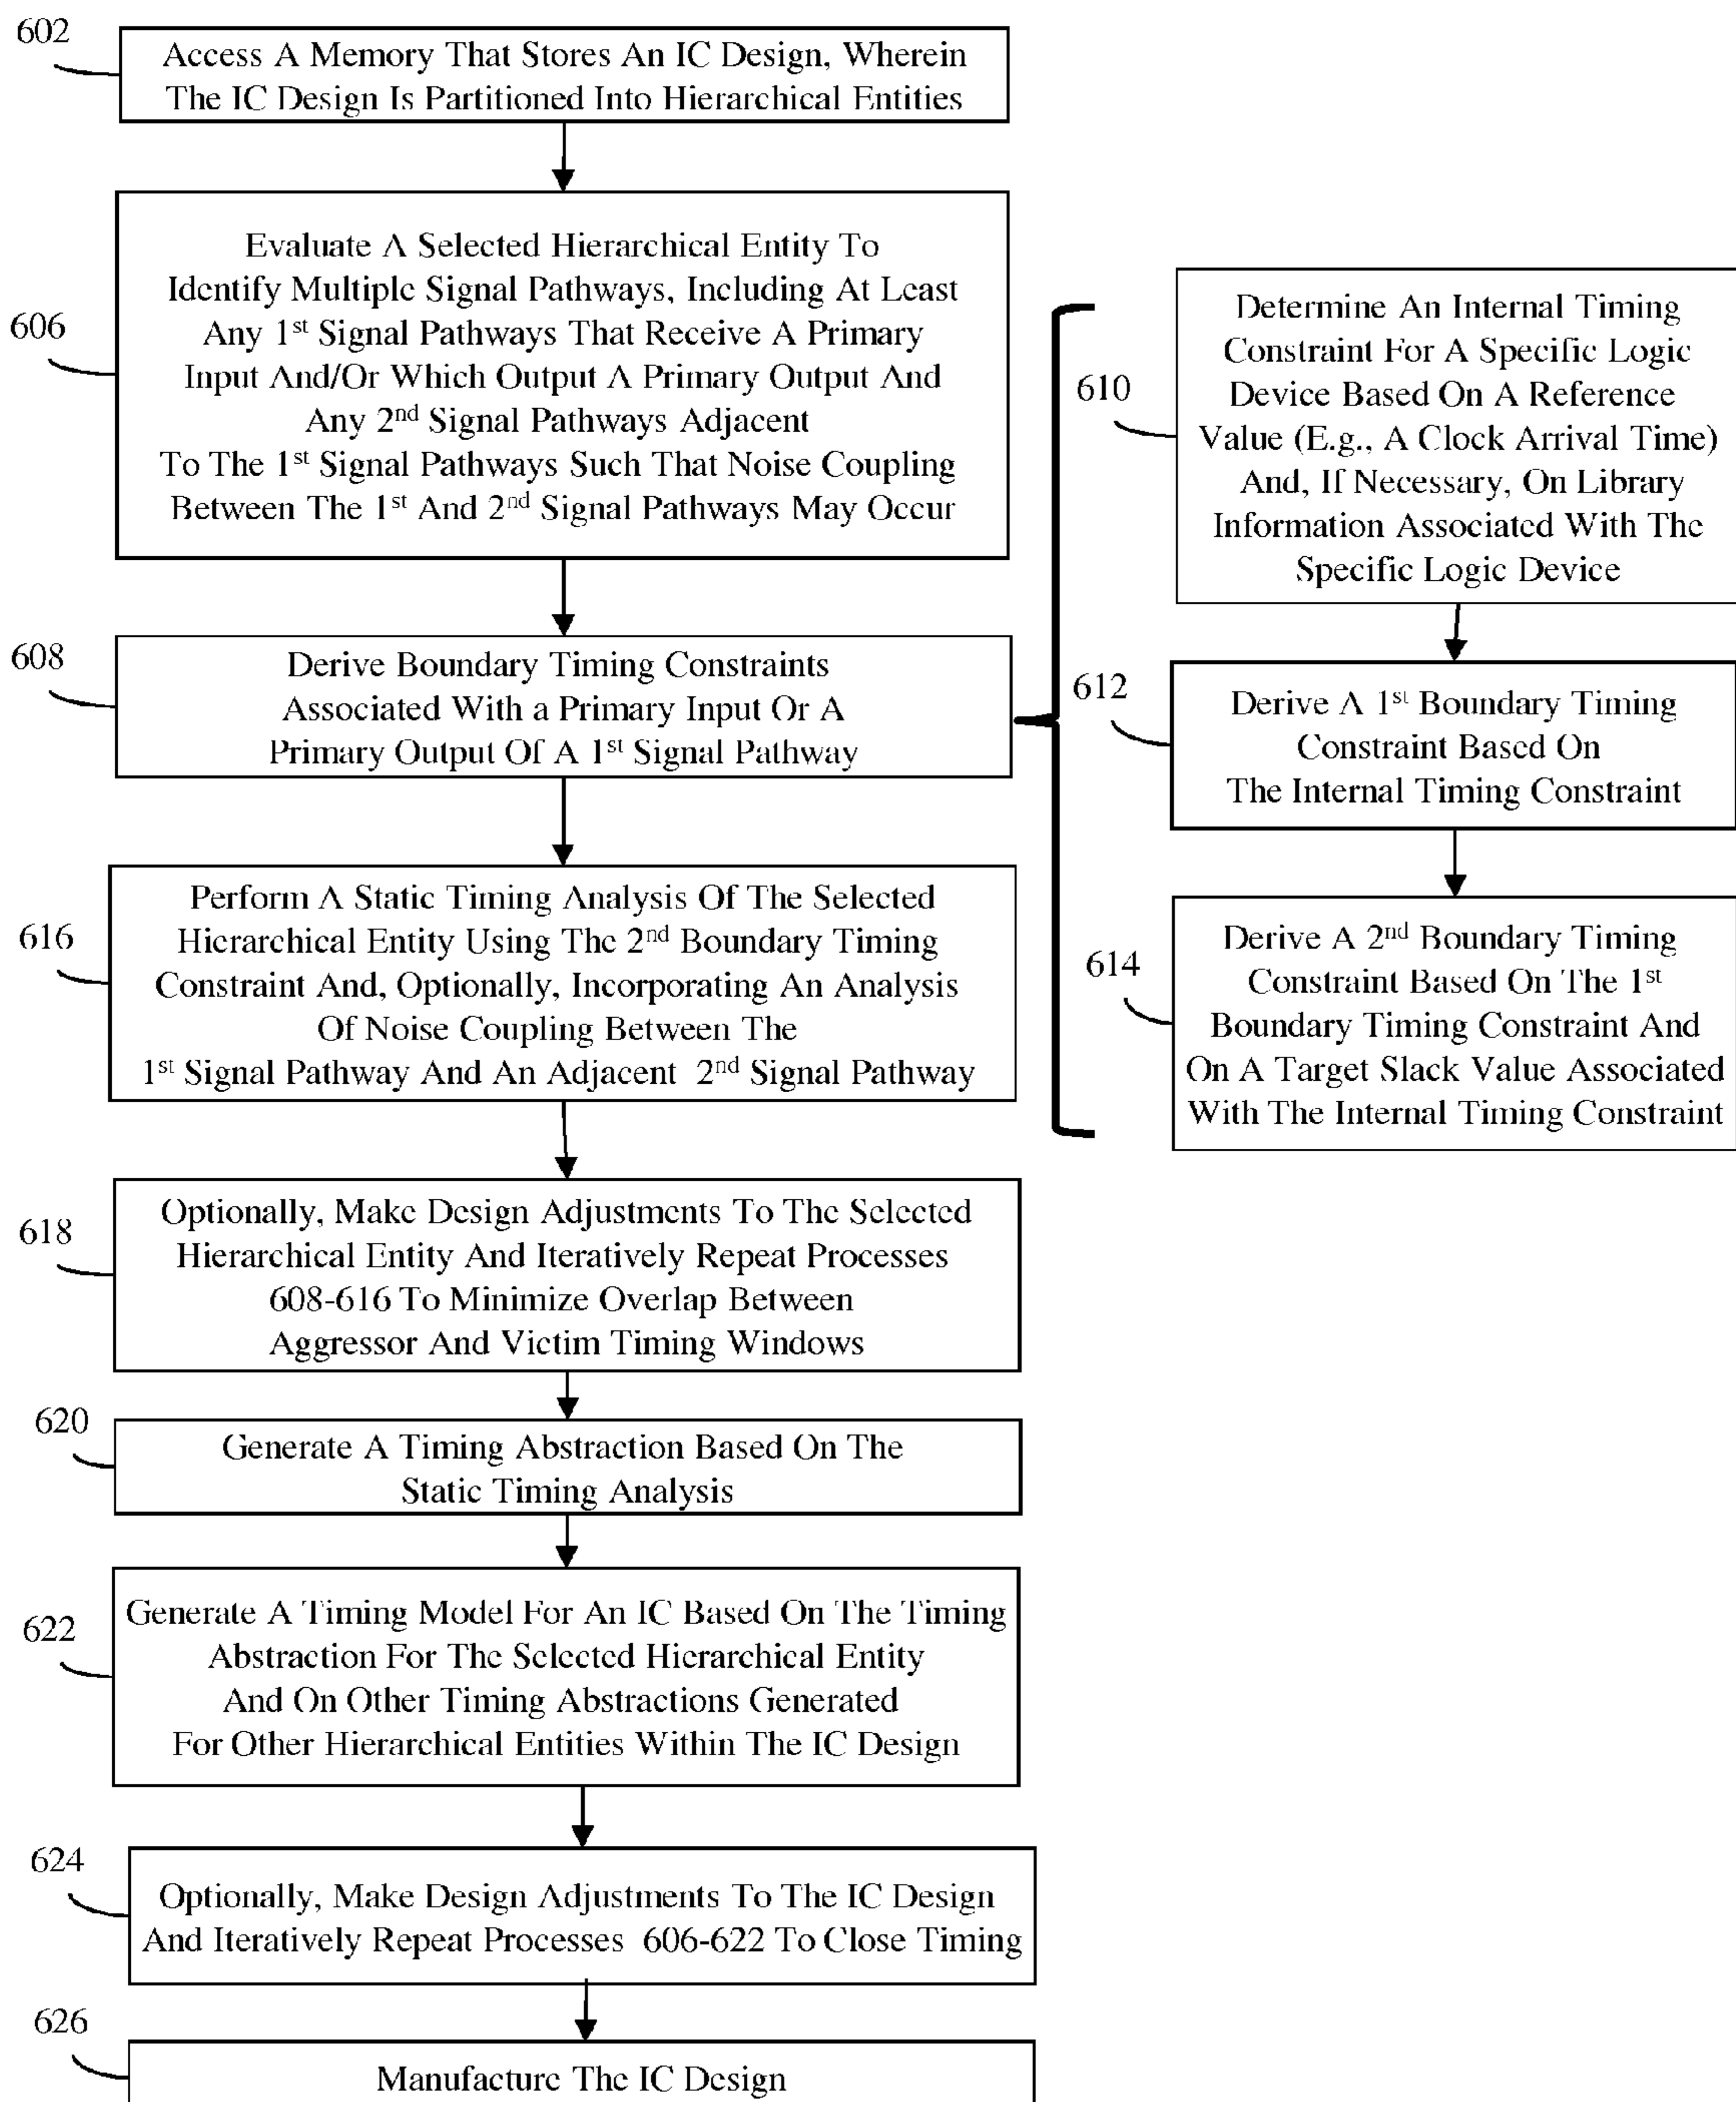 602
Access A Memory That Stores An IC Design, Wherein
The IC Design Is Partitioned Into Hierarchical Entities
606
Evaluate A Selected Hierarchical Entity To
Identify Multiple Signal Pathways, Including At Least
Any 1st Signal Pathways That Receive A Primary
Input And/Or Which Output A Primary Output And
Any 2nd Signal Pathways Adjacent
To The 1st Signal Pathways Such That Noise Coupling
Between The 1st And 2nd Signal Pathways May Occur
608
Derive Boundary Timing Constraints
Associated With a Primary Input Or A
Primary Output Of A 1st Signal Pathway
610
Determine An Internal Timing
Constraint For A Specific Logic
Device Based On A Reference
Value (E.g., A Clock Arrival Time)
And, If Necessary, On Library
Information Associated With The
Specific Logic Device
612
Derive A 1st Boundary Timing
Constraint Based On
The Internal Timing Constraint
614
Derive A 2nd Boundary Timing
Constraint Based On The 1st
Boundary Timing Constraint And
On A Target Slack Value Associated
With The Internal Timing Constraint
616
Perform A Static Timing Analysis Of The Selected
Hierarchical Entity Using The 2nd Boundary Timing
Constraint And, Optionally, Incorporating An Analysis
Of Noise Coupling Between The
1st Signal Pathway And An Adjacent 2nd Signal Pathway
618
Optionally, Make Design Adjustments To The Selected
Hierarchical Entity And Iteratively Repeat Processes
608-616 To Minimize Overlap Between
Aggressor And Victim Timing Windows
620
Generate A Timing Abstraction Based On The
Static Timing Analysis
622
Generate A Timing Model For An IC Based On The Timing
Abstraction For The Selected Hierarchical Entity
And On Other Timing Abstractions Generated
For Other Hierarchical Entities Within The IC Design
624
Optionally, Make Design Adjustments To The IC Design
And Iteratively Repeat Processes 606-622 To Close Timing
626
Manufacture The IC Design